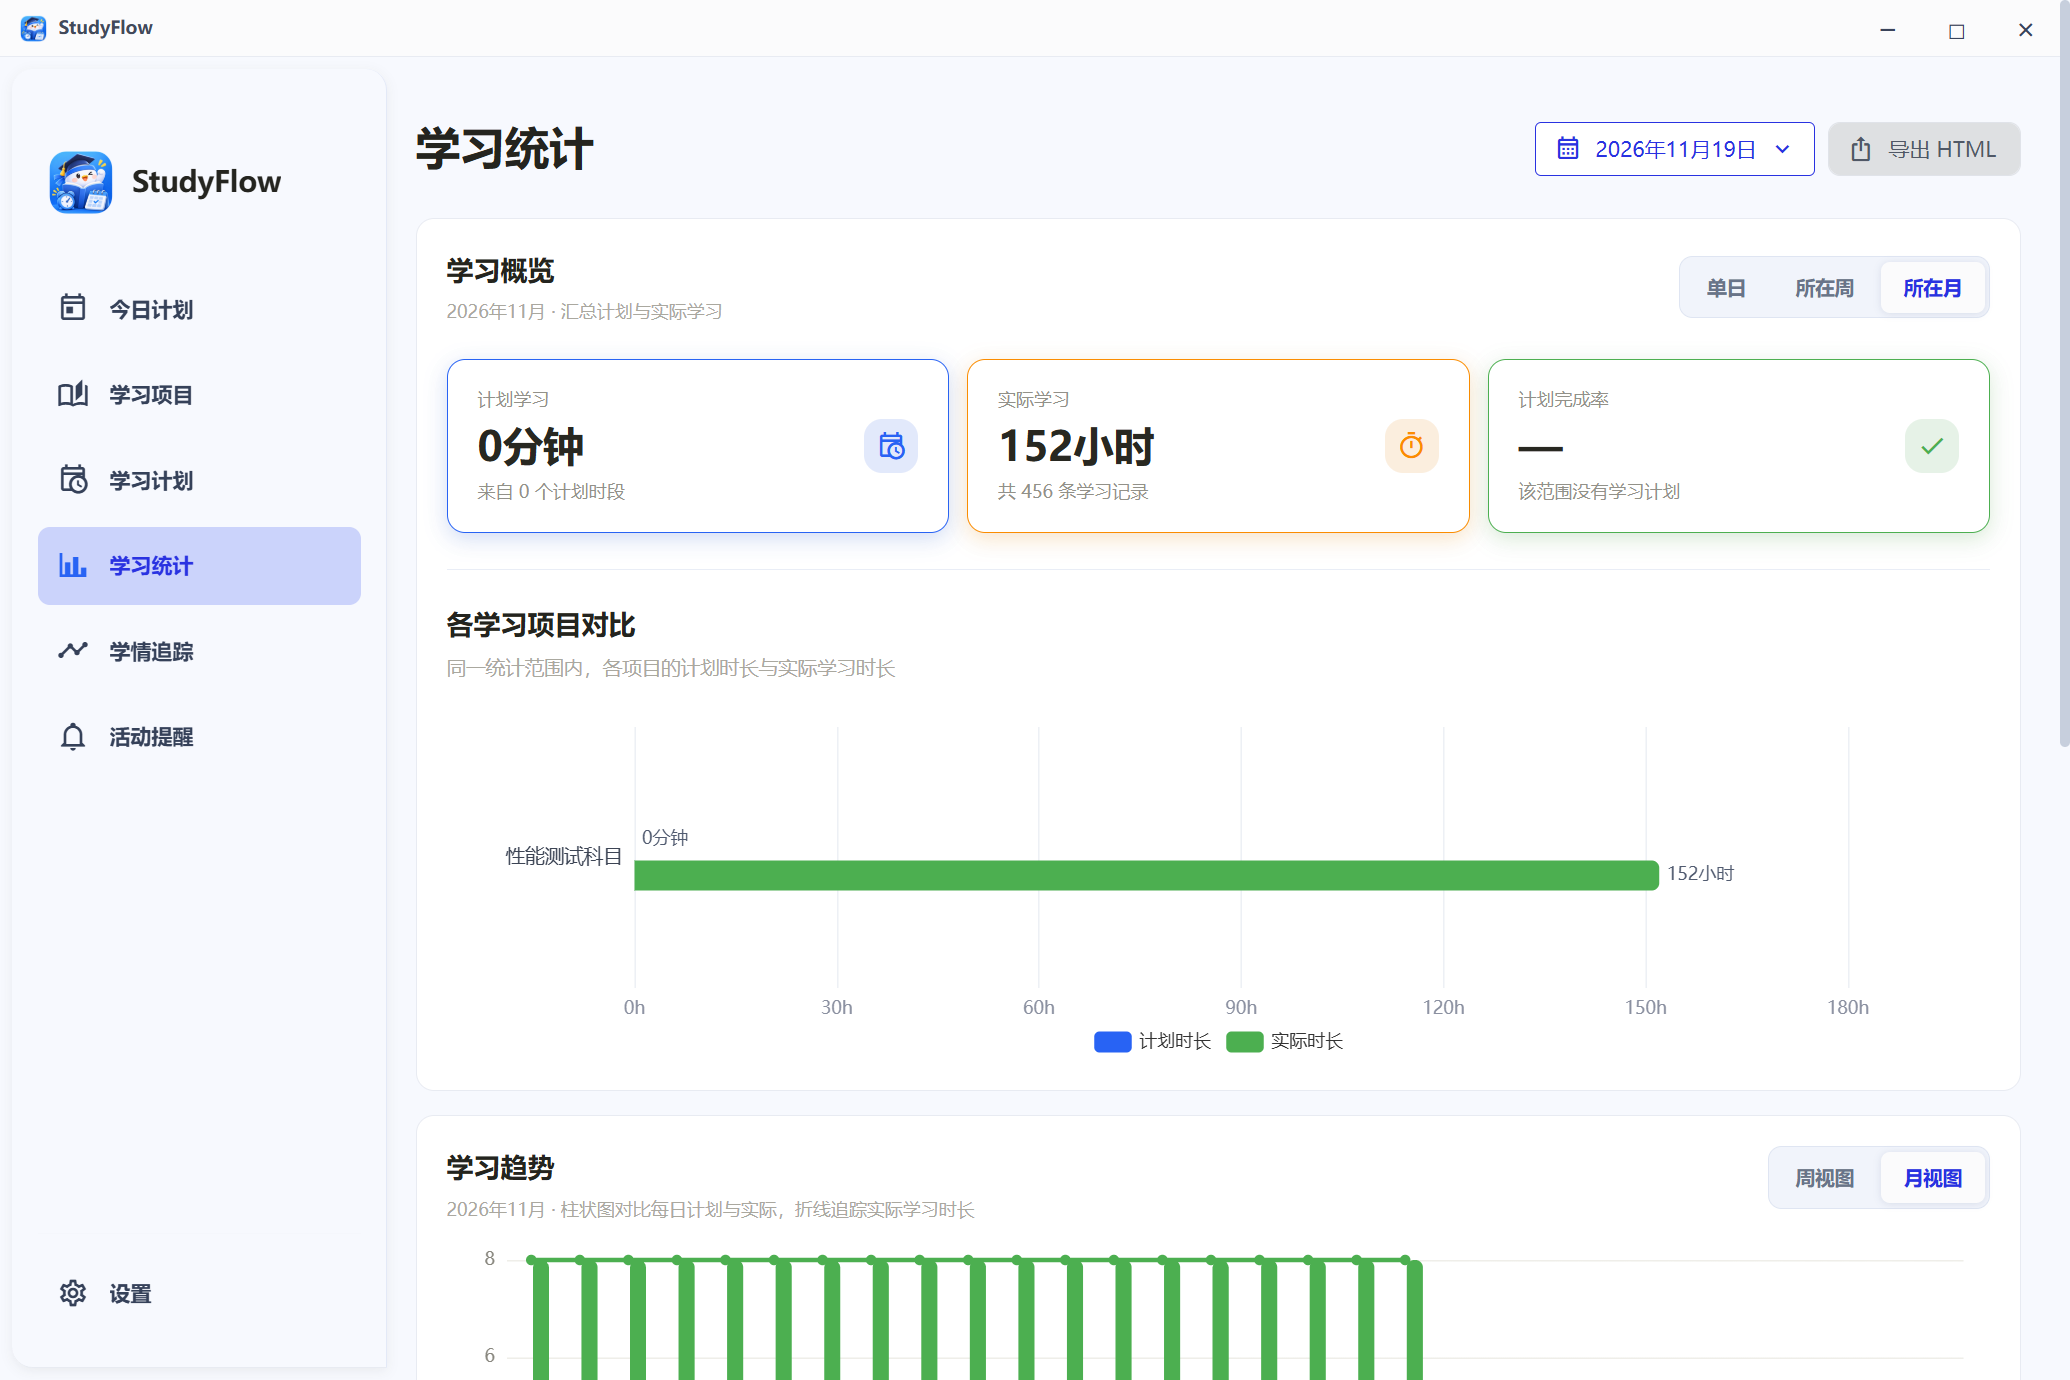 StudyFlow
StudyFlow
今日计划
学习项目
学习计划
学习统计
学情追踪
活动提醒
设置
学习统计
2026年11月19日
导出 HTML
学习概览
2026年11月 · 汇总计划与实际学习
单日
所在周
所在月
计划学习
0分钟
来自 0 个计划时段
实际学习
152小时
共 456 条学习记录
计划完成率
—
该范围没有学习计划
各学习项目对比
同一统计范围内，各项目的计划时长与实际学习时长
0分钟
性能测试科目
152小时
0h 30h 60h 90h 120h 150h 180h
计划时长 实际时长
学习趋势
2026年11月 · 柱状图对比每日计划与实际，折线追踪实际学习时长
周视图
月视图
8
6